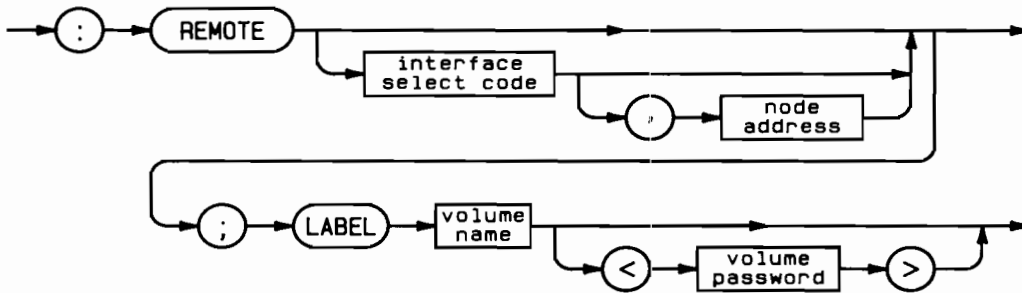 : REMOTE
interface
select code
,
node
address
; LABEL
volume
name
<
volume
password
>